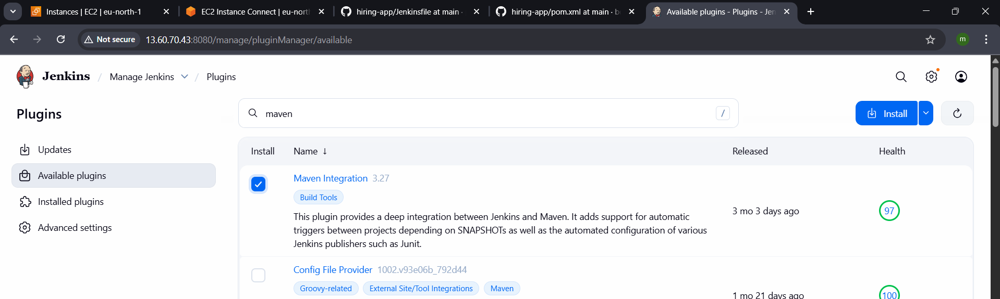 Instances | EC2 | eu-north-1
EC2 Instance Connect | eu-north
hiring-app/Jenkinsfile at main ·
hiring-app/pom.xml at main · b
Available plugins - Plugins - Jen
Not secure
13.60.70.43:8080/manage/pluginManager/available
m
Jenkins / Manage Jenkins / Plugins
Plugins
maven
/
Install
Updates
Available plugins
Installed plugins
Advanced settings
Install Name ↓ Released Health
Maven Integration 3.27
Build Tools
This plugin provides a deep integration between Jenkins and Maven. It adds support for automatic
triggers between projects depending on SNAPSHOTs as well as the automated configuration of various
Jenkins publishers such as Junit.
3 mo 3 days ago
97
Config File Provider 1002.v93e06b_792d44
Groovy-related External Site/Tool Integrations Maven
1 mo 21 days ago
100